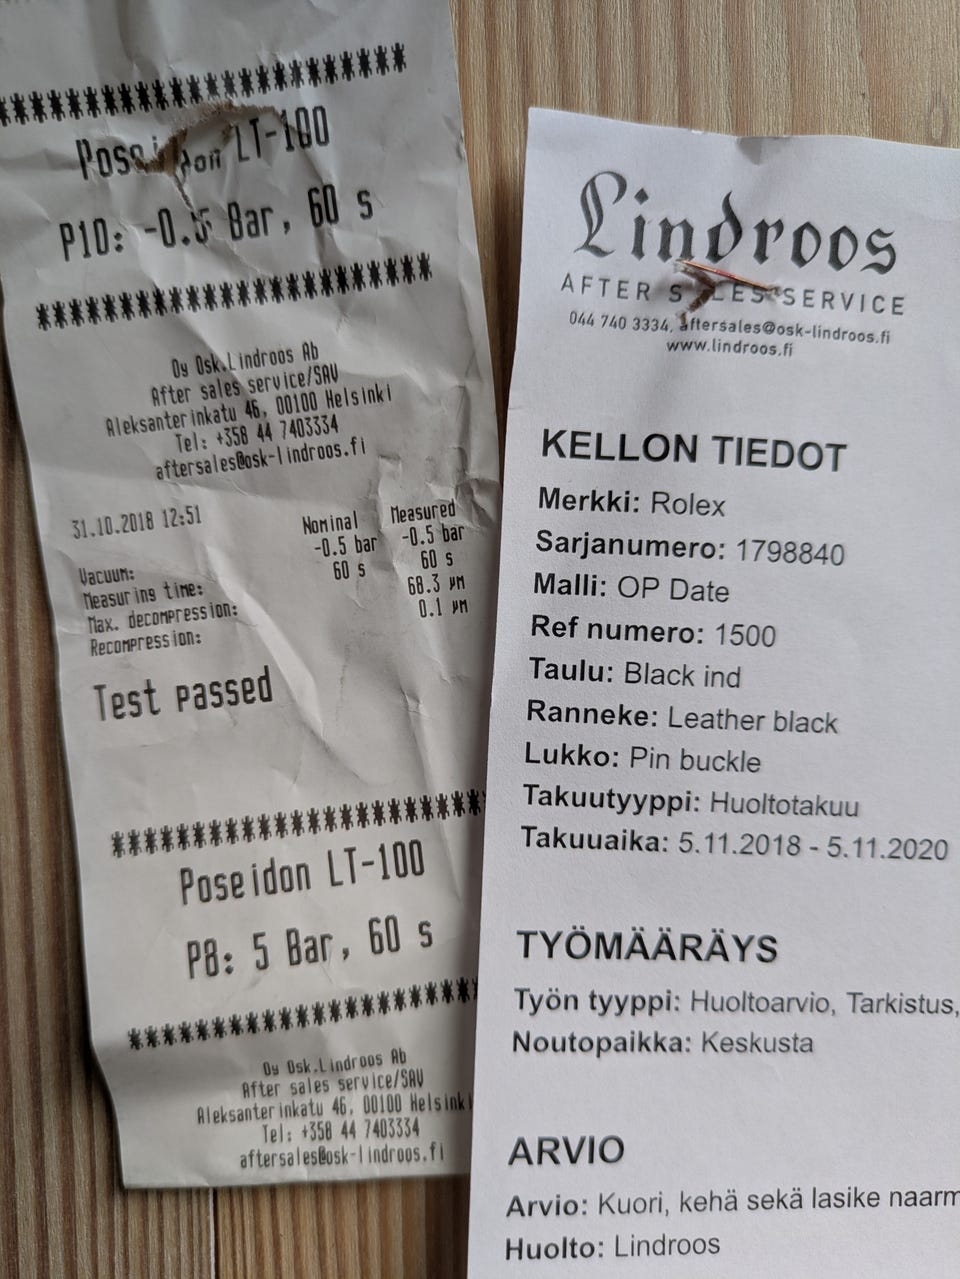 ************************
Poseidon LT-100
P10: -0.5 Bar, 60 s
************************
Oy Osk.Lindroos Ab
After sales service/SAV
Aleksanterinkatu 46, 00100 Helsinki
Tel: +358 44 7403334
aftersales@osk-lindroos.fi
31.10.2018 12:51
Nominal Measured
Vacuum: -0.5 bar -0.5 bar
Measuring time: 60 s 60 s
Max. decompression: 68.3 µm
Recompression: 0.1 µm
Test passed
************************
Poseidon LT-100
P8: 5 Bar, 60 s
************************
Oy Osk.Lindroos Ab
After sales service/SAV
Aleksanterinkatu 46, 00100 Helsinki
Tel: +358 44 7403334
aftersales@osk-lindroos.fi
Lindroos
AFTER SALES SERVICE
044 740 3334, aftersales@osk-lindroos.fi
www.lindroos.fi
KELLON TIEDOT
Merkki: Rolex
Sarjanumero: 1798840
Malli: OP Date
Ref numero: 1500
Taulu: Black ind
Ranneke: Leather black
Lukko: Pin buckle
Takuutyyppi: Huoltotakuu
Takuuaika: 5.11.2018 - 5.11.2020
TYÖMÄÄRÄYS
Työn tyyppi: Huoltoarvio, Tarkistus,
Noutopaikka: Keskusta
ARVIO
Arvio: Kuori, kehä sekä lasike naarm
Huolto: Lindroos